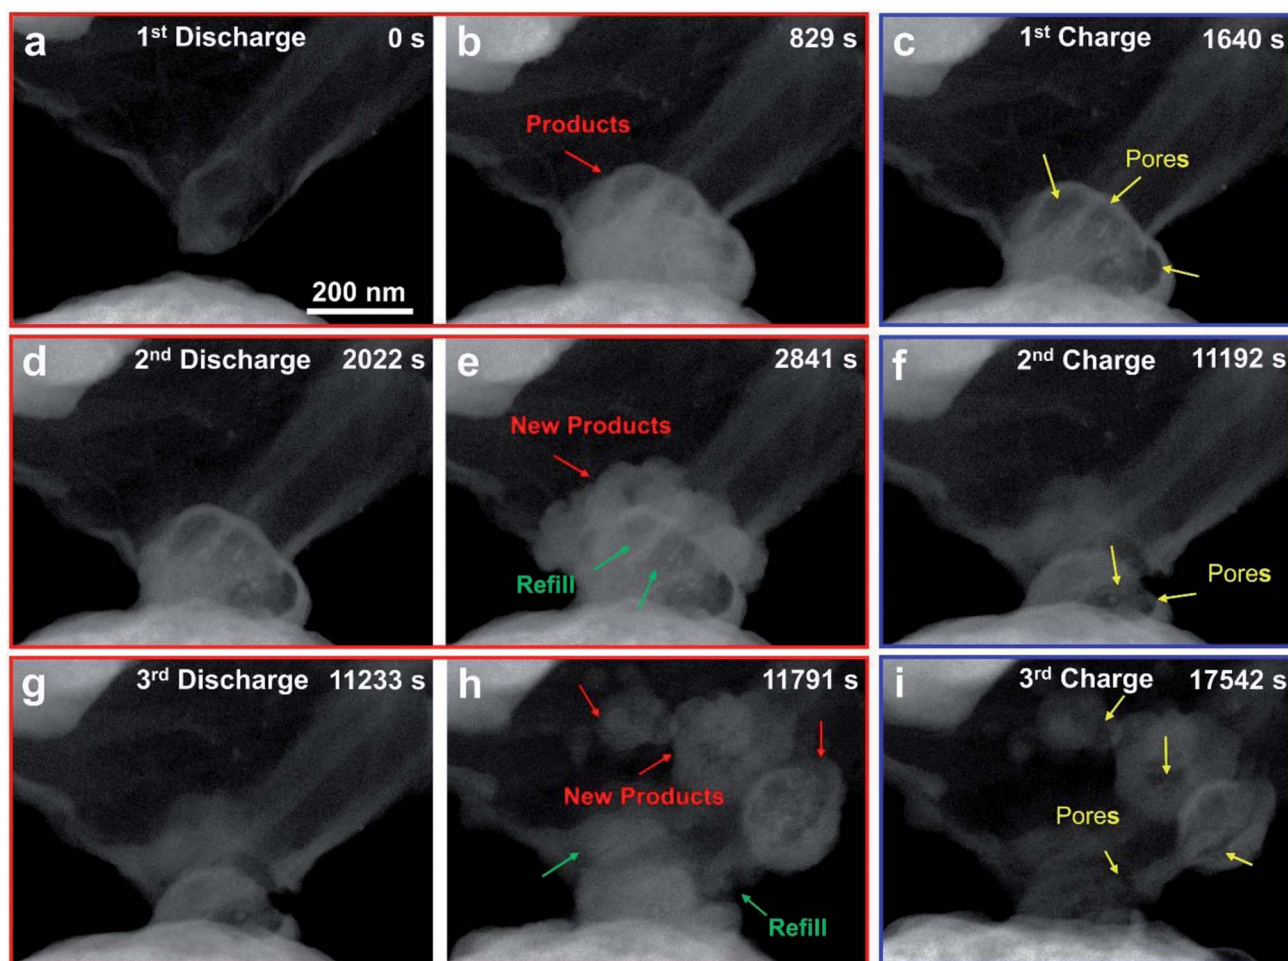 a 1st Discharge 0 s
b 829 s
c 1st Charge 1640 s
Products
Pores
200 nm
d 2nd Discharge 2022 s
e 2841 s
f 2nd Charge 11192 s
New Products
Refill
Pores
g 3rd Discharge 11233 s
h 11791 s
i 3rd Charge 17542 s
New Products
Pores
Refill